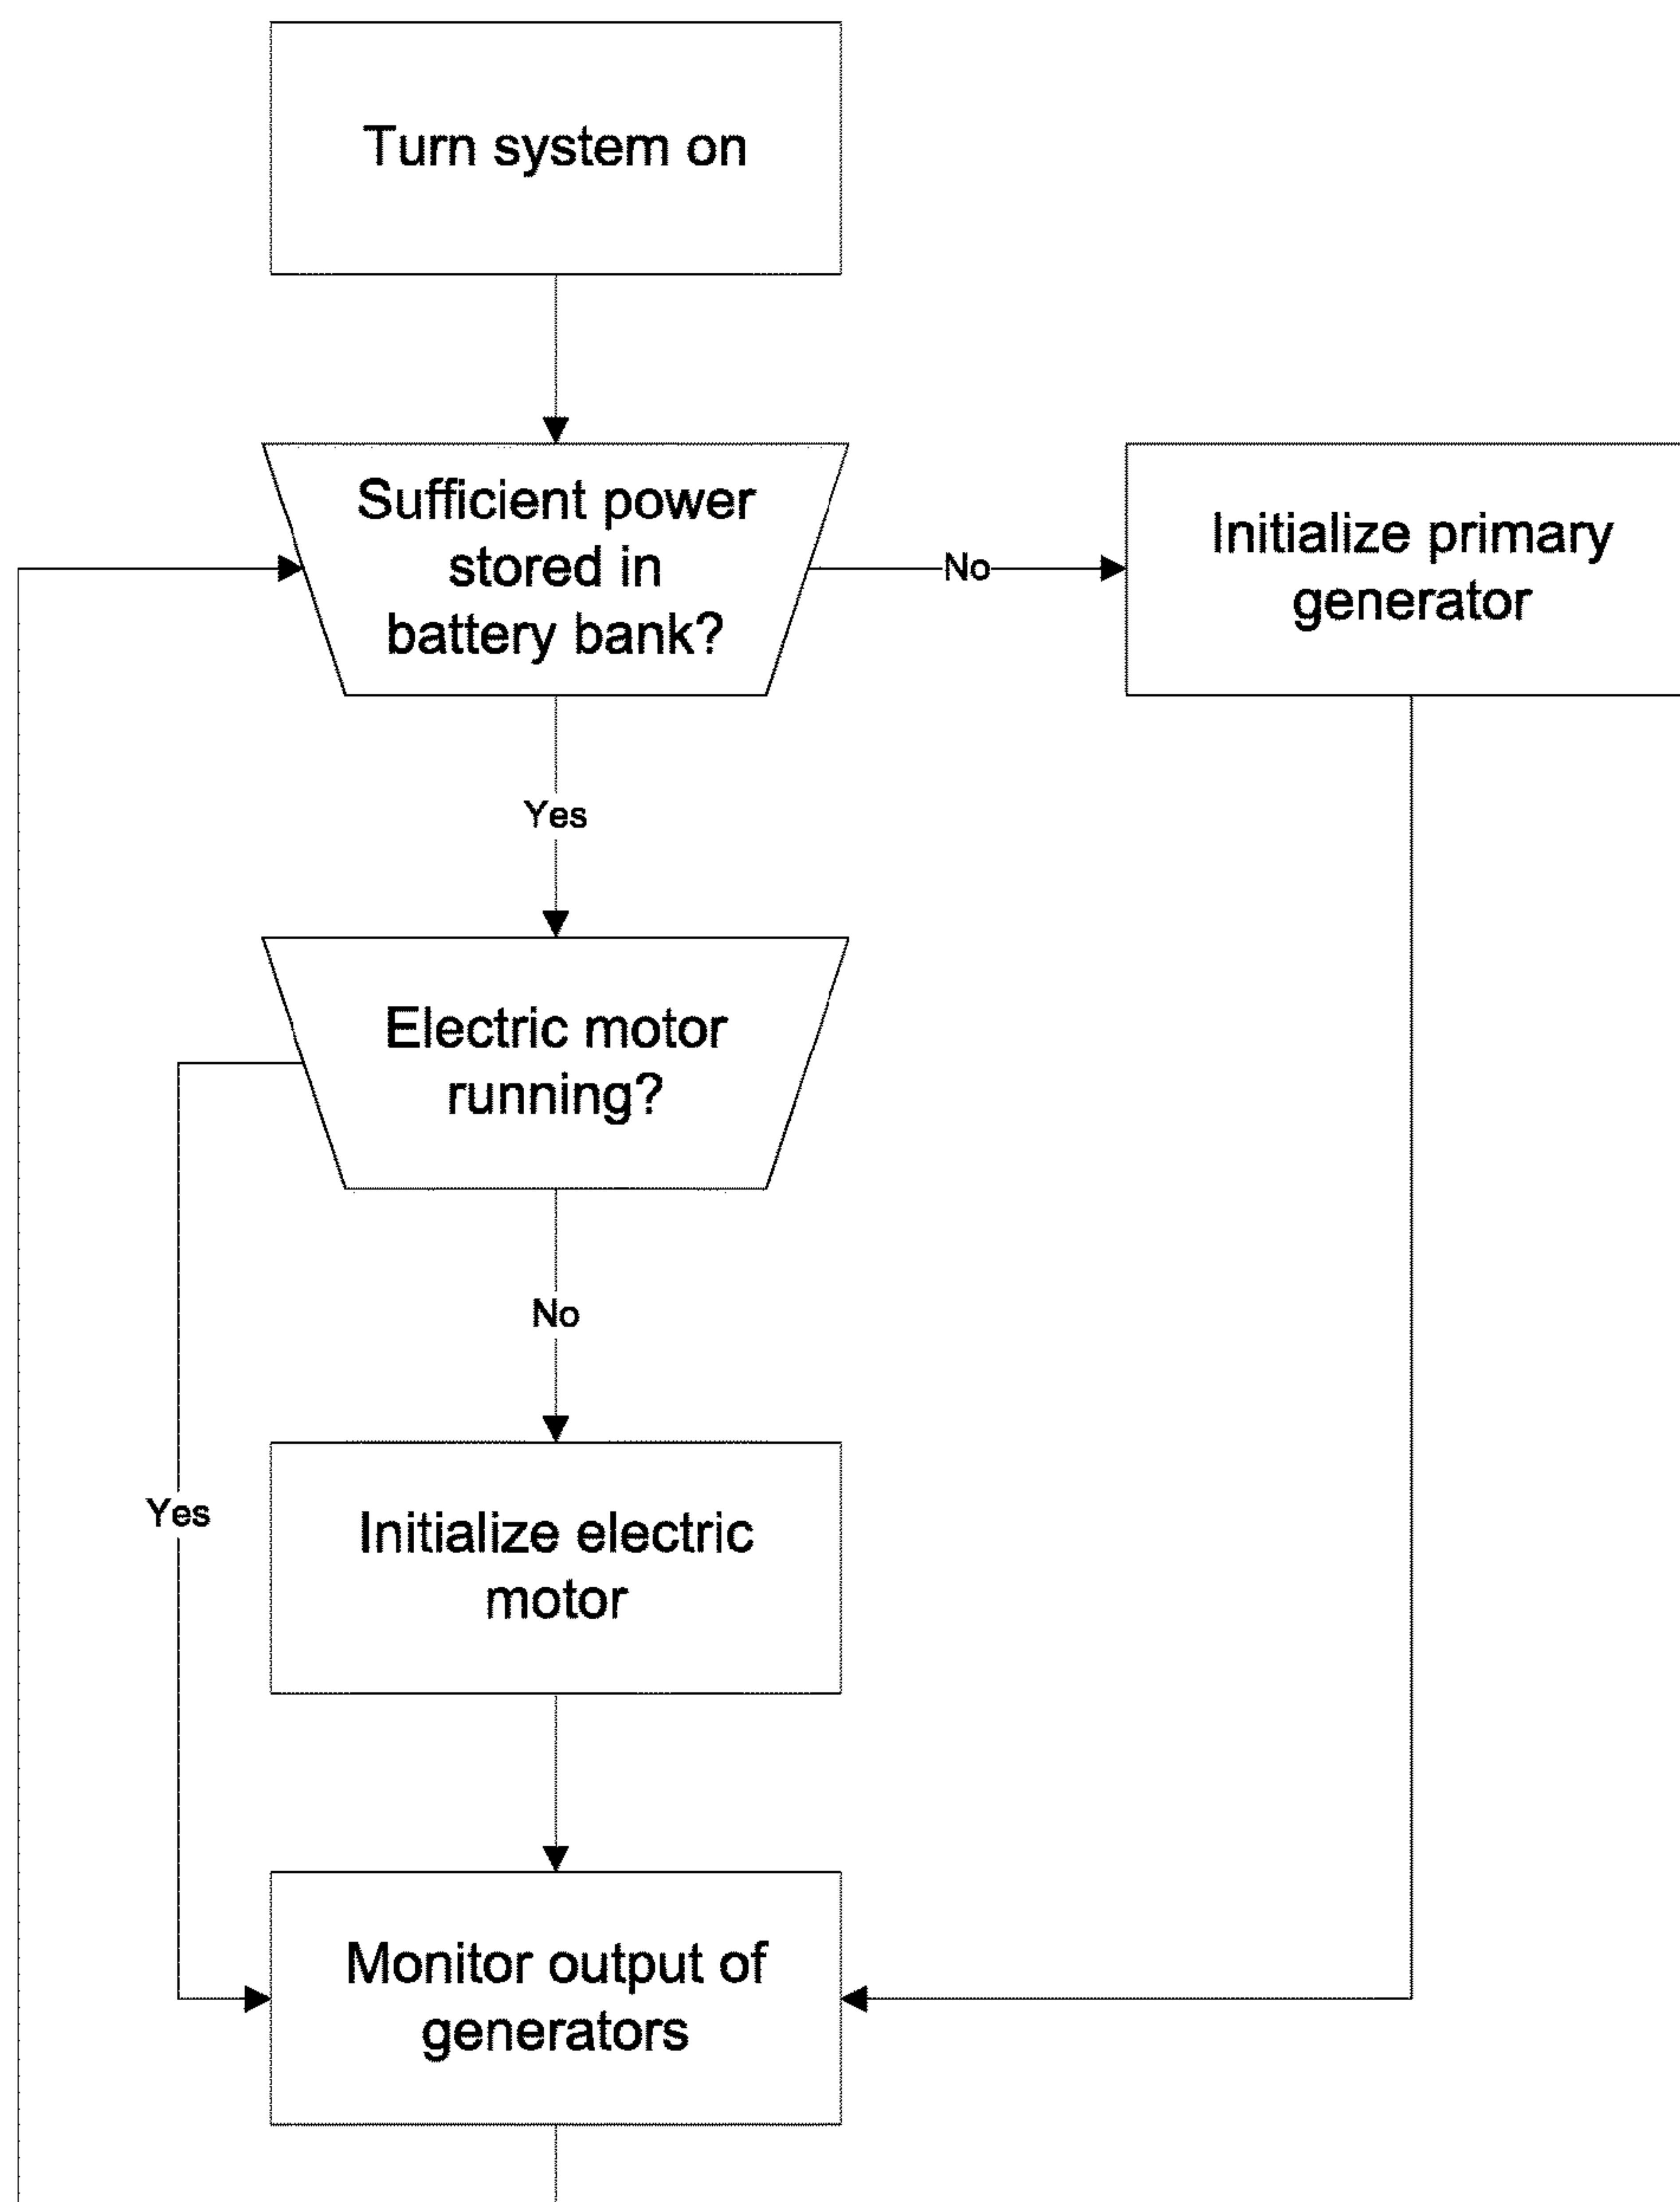 Turn system on
Sufficient power
stored in
battery bank?
No
Initialize primary
generator
Yes
Electric motor
running?
No
Yes
Initialize electric
motor
Monitor output of
generators